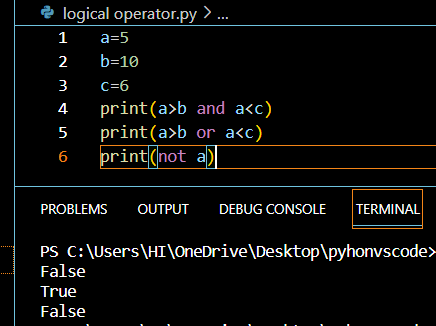 logical operator.py > ...
1 a=5
2 b=10
3 c=6
4 print(a>b and a<c)
5 print(a>b or a<c)
6 print(not a)
PROBLEMS OUTPUT DEBUG CONSOLE TERMINAL
PS C:\Users\HI\OneDrive\Desktop\pyhonvscode>
False
True
False